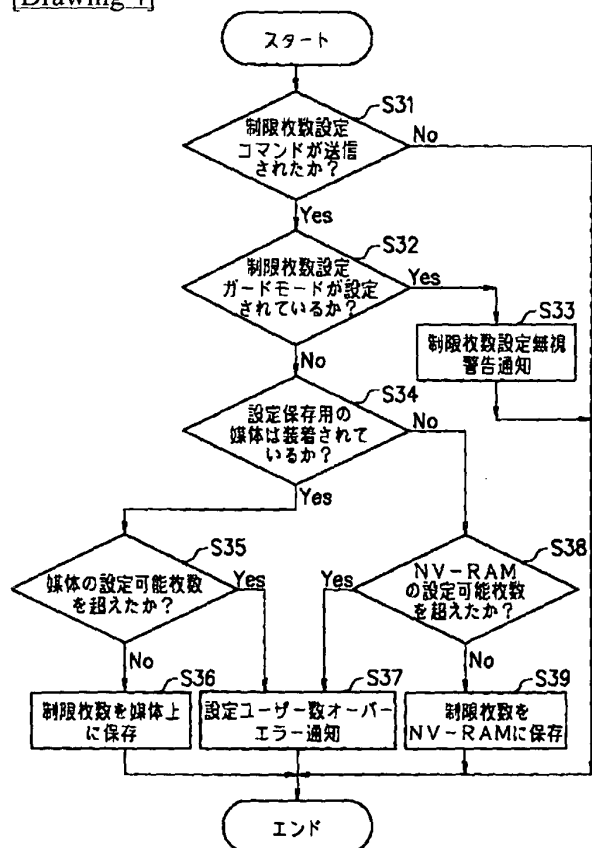 スタート
S31
制限枚数設定
コマンドが送信
されたか?
No
Yes
S32
制限枚数設定
ガードモードが設定
されているか?
Yes
S33
制限枚数設定無視
警告通知
No
S34
設定保存用の
媒体は装着されて
いるか?
No
Yes
S35
媒体の設定可能枚数
を超えたか?
Yes
S38
NV-RAM
の設定可能枚数
を超えたか?
Yes
No
S36
制限枚数を媒体上
に保存
S37
設定ユーザー数オーバー
エラー通知
No
S39
制限枚数を
NV-RAMに保存
エンド